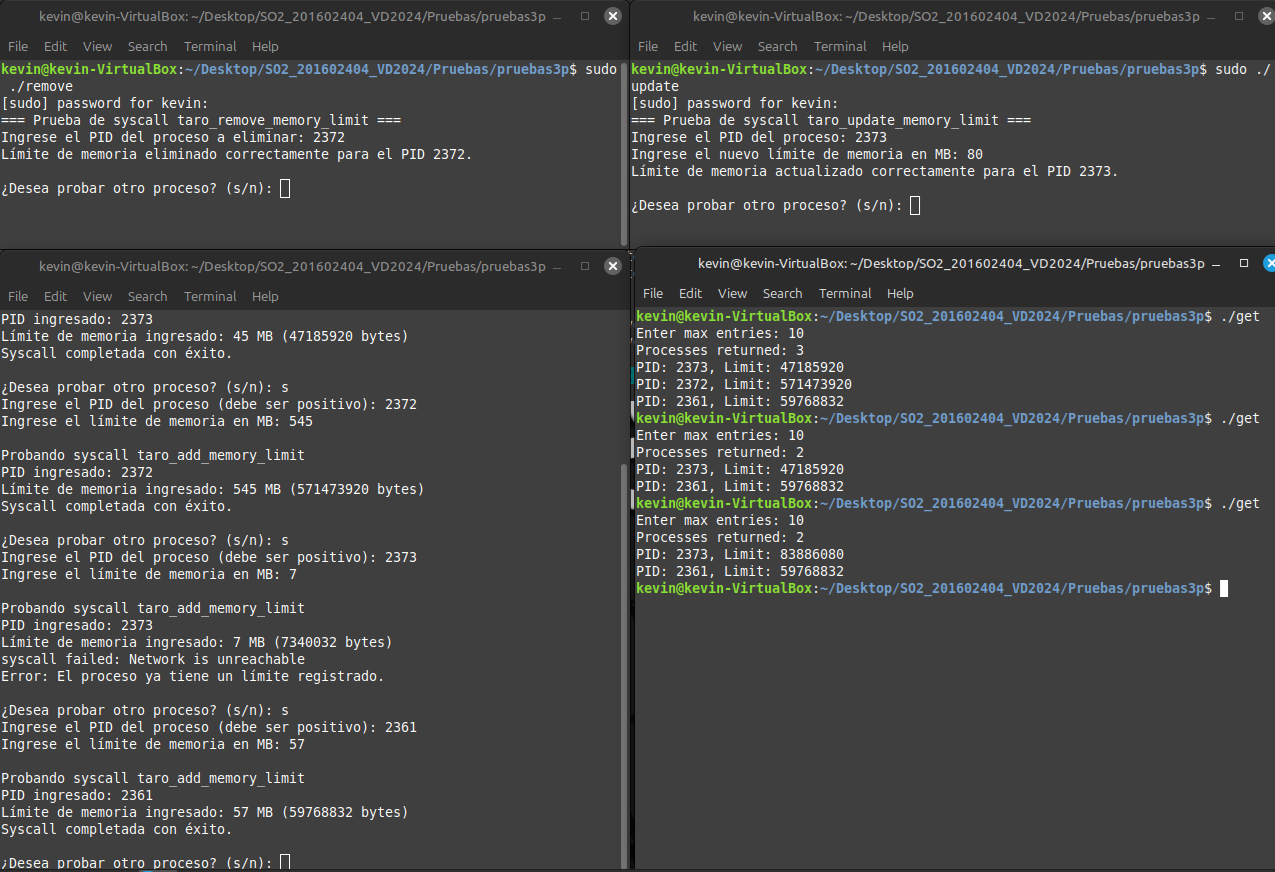 kevin@kevin-VirtualBox: ~/Desktop/SO2_201602404_VD2024/Pruebas/pruebas3p
File Edit View Search Terminal Help
kevin@kevin-VirtualBox:~/Desktop/SO2_201602404_VD2024/Pruebas/pruebas3p$ sudo
./remove
[sudo] password for kevin:
=== Prueba de syscall taro_remove_memory_limit ===
Ingrese el PID del proceso a eliminar: 2372
Límite de memoria eliminado correctamente para el PID 2372.
¿Desea probar otro proceso? (s/n):
kevin@kevin-VirtualBox: ~/Desktop/SO2_201602404_VD2024/Pruebas/pruebas3p
File Edit View Search Terminal Help
kevin@kevin-VirtualBox:~/Desktop/SO2_201602404_VD2024/Pruebas/pruebas3p$ sudo ./
update
[sudo] password for kevin:
=== Prueba de syscall taro_update_memory_limit ===
Ingrese el PID del proceso: 2373
Ingrese el nuevo límite de memoria en MB: 80
Límite de memoria actualizado correctamente para el PID 2373.
¿Desea probar otro proceso? (s/n):
kevin@kevin-VirtualBox: ~/Desktop/SO2_201602404_VD2024/Pruebas/pruebas3p
File Edit View Search Terminal Help
PID ingresado: 2373
Límite de memoria ingresado: 45 MB (47185920 bytes)
Syscall completada con éxito.
¿Desea probar otro proceso? (s/n): s
Ingrese el PID del proceso (debe ser positivo): 2372
Ingrese el límite de memoria en MB: 545
Probando syscall taro_add_memory_limit
PID ingresado: 2372
Límite de memoria ingresado: 545 MB (571473920 bytes)
Syscall completada con éxito.
¿Desea probar otro proceso? (s/n): s
Ingrese el PID del proceso (debe ser positivo): 2373
Ingrese el límite de memoria en MB: 7
Probando syscall taro_add_memory_limit
PID ingresado: 2373
Límite de memoria ingresado: 7 MB (7340032 bytes)
syscall failed: Network is unreachable
Error: El proceso ya tiene un límite registrado.
¿Desea probar otro proceso? (s/n): s
Ingrese el PID del proceso (debe ser positivo): 2361
Ingrese el límite de memoria en MB: 57
Probando syscall taro_add_memory_limit
PID ingresado: 2361
Límite de memoria ingresado: 57 MB (59768832 bytes)
Syscall completada con éxito.
¿Desea probar otro proceso? (s/n):
kevin@kevin-VirtualBox: ~/Desktop/SO2_201602404_VD2024/Pruebas/pruebas3p
File Edit View Search Terminal Help
kevin@kevin-VirtualBox:~/Desktop/SO2_201602404_VD2024/Pruebas/pruebas3p$ ./get
Enter max entries: 10
Processes returned: 3
PID: 2373, Limit: 47185920
PID: 2372, Limit: 571473920
PID: 2361, Limit: 59768832
kevin@kevin-VirtualBox:~/Desktop/SO2_201602404_VD2024/Pruebas/pruebas3p$ ./get
Enter max entries: 10
Processes returned: 2
PID: 2373, Limit: 47185920
PID: 2361, Limit: 59768832
kevin@kevin-VirtualBox:~/Desktop/SO2_201602404_VD2024/Pruebas/pruebas3p$ ./get
Enter max entries: 10
Processes returned: 2
PID: 2373, Limit: 83886080
PID: 2361, Limit: 59768832
kevin@kevin-VirtualBox:~/Desktop/SO2_201602404_VD2024/Pruebas/pruebas3p$